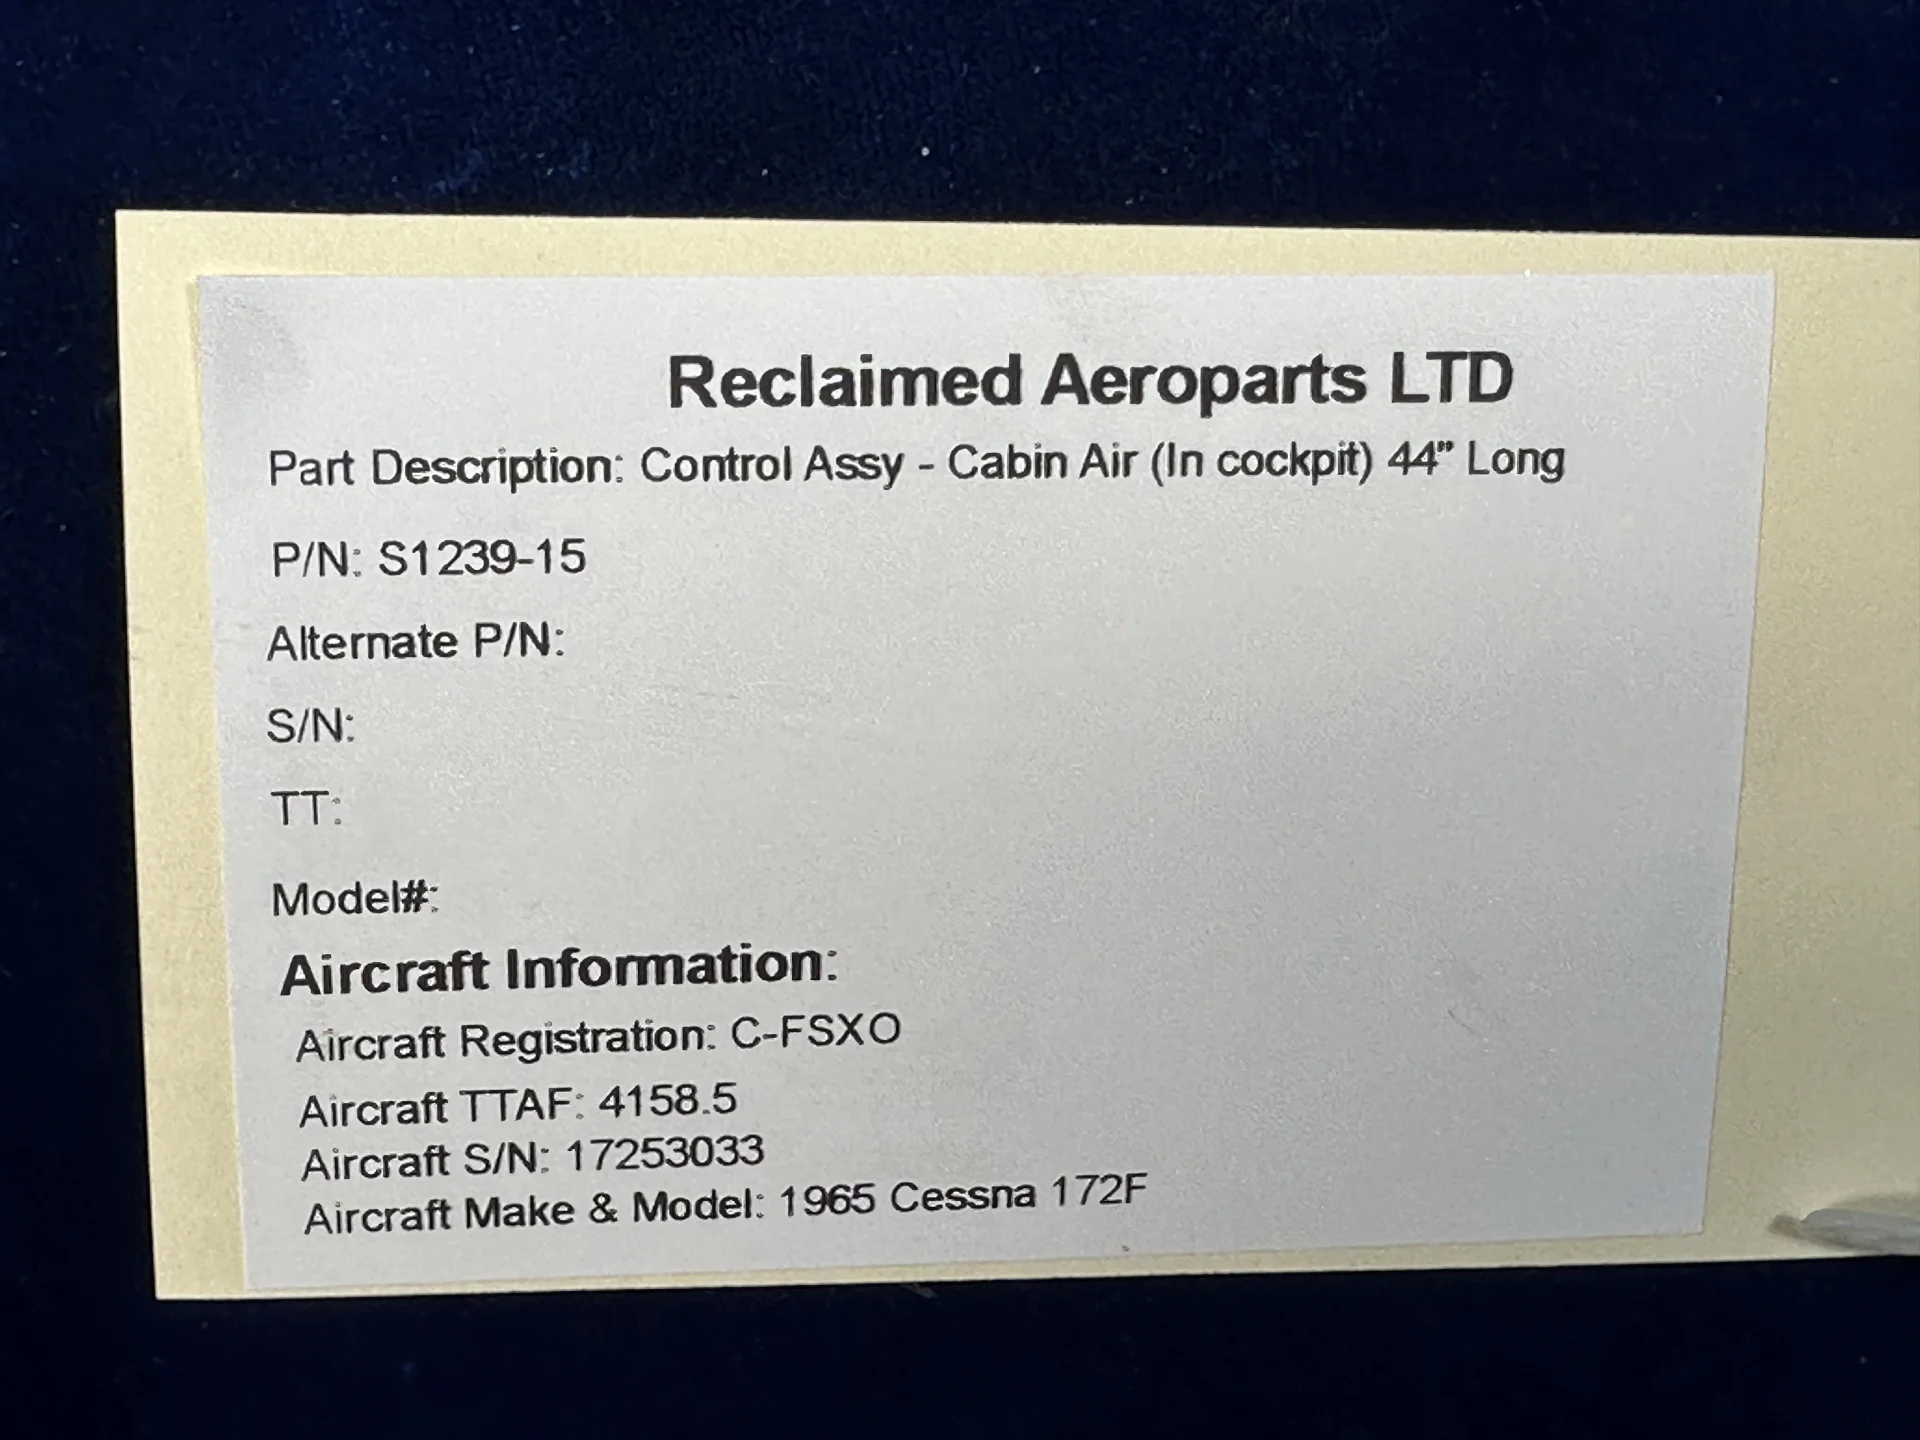 Reclaimed Aeroparts LTD
Part Description: Control Assy - Cabin Air (In cockpit) 44” Long
P/N: S1239-15
Alternate P/N:
S/N:
TT:
Model#:
Aircraft Information:
Aircraft Registration: C-FSXO
Aircraft TTAF: 4158.5
Aircraft S/N: 17253033
Aircraft Make & Model: 1965 Cessna 172F